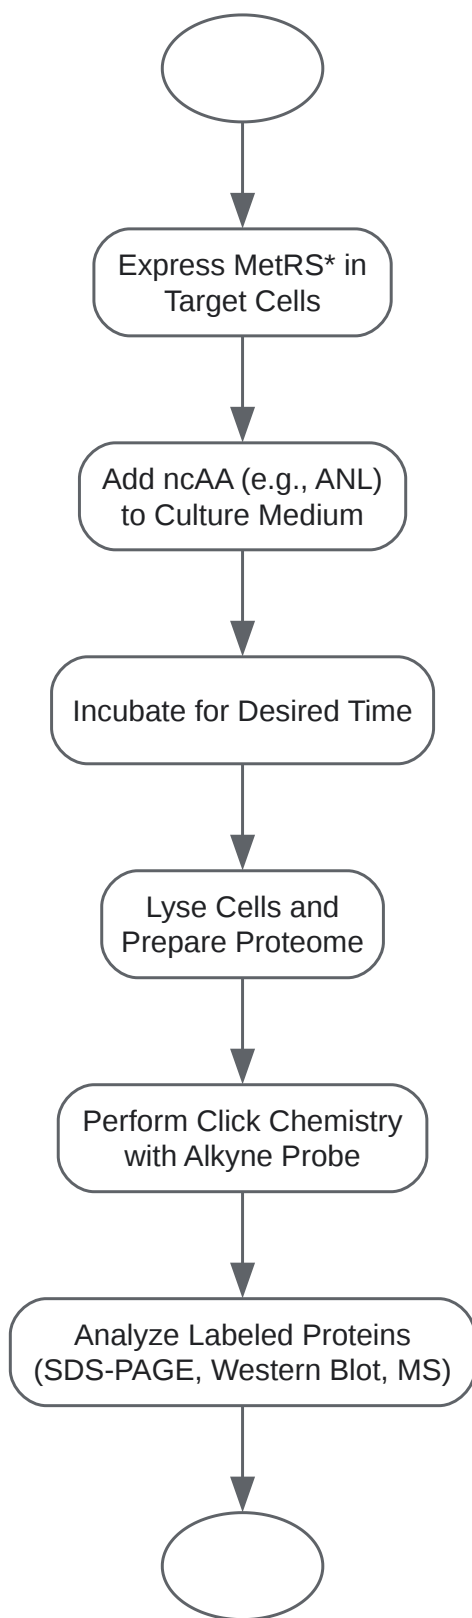 Express MetRS* in
Target Cells
Add ncAA (e.g., ANL)
to Culture Medium
Incubate for Desired Time
Lyse Cells and
Prepare Proteome
Perform Click Chemistry
with Alkyne Probe
Analyze Labeled Proteins
(SDS-PAGE, Western Blot, MS)